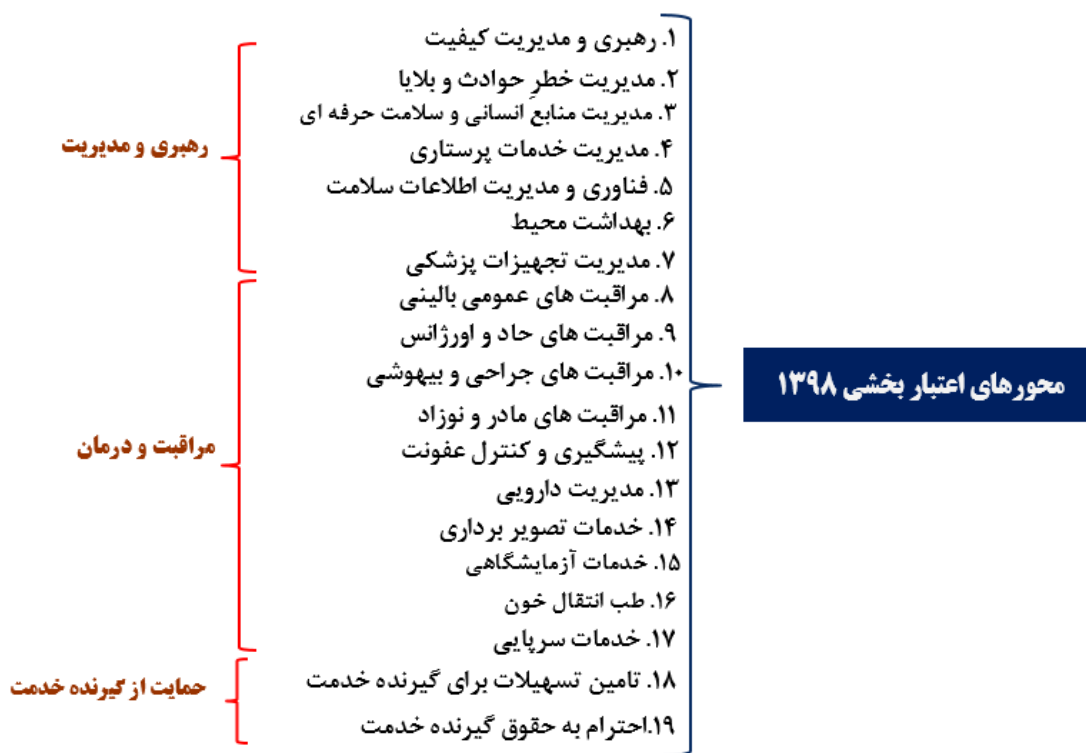 محورهای اعتبار بخشی ۱۳۹۸
رهبری و مدیریت
۱. رهبری و مدیریت کیفیت
۲. مدیریت خطرِ حوادث و بلایا
۳. مدیریت منابع انسانی و سلامت حرفه ای
۴. مدیریت خدمات پرستاری
۵. فناوری و مدیریت اطلاعات سلامت
۶. بهداشت محیط
۷. مدیریت تجهیزات پزشکی
مراقبت و درمان
۸. مراقبت های عمومی بالینی
۹. مراقبت های حاد و اورژانس
۱۰. مراقبت های جراحی و بیهوشی
۱۱. مراقبت های مادر و نوزاد
۱۲. پیشگیری و کنترل عفونت
۱۳. مدیریت دارویی
۱۴. خدمات تصویر برداری
۱۵. خدمات آزمایشگاهی
۱۶. طب انتقال خون
۱۷. خدمات سرپایی
حمایت از گیرنده خدمت
۱۸. تامین تسهیلات برای گیرنده خدمت
۱۹.احترام به حقوق گیرنده خدمت